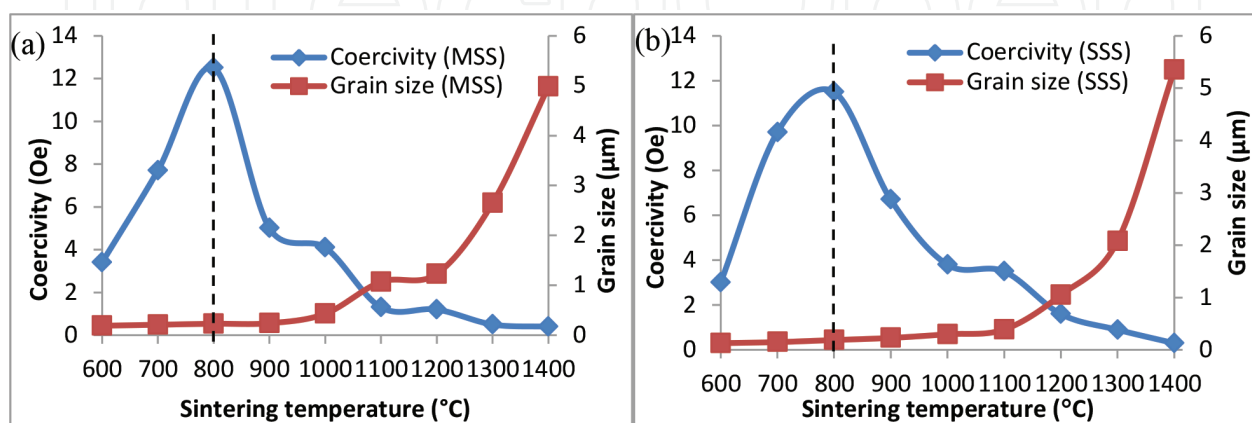 (a)
14
12
10
8
6
4
2
0
Coercivity (Oe)
Coercivity (MSS)
Grain size (MSS)
6
5
4
3
2
1
0
Grain size (µm)
600 700 800 900 1000 1100 1200 1300 1400
Sintering temperature (°C)
(b)
14
12
10
8
6
4
2
0
Coercivity (Oe)
Coercivity (SSS)
Grain size (SSS)
6
5
4
3
2
1
0
Grain size (µm)
600 700 800 900 1000 1100 1200 1300 1400
Sintering temperature (°C)